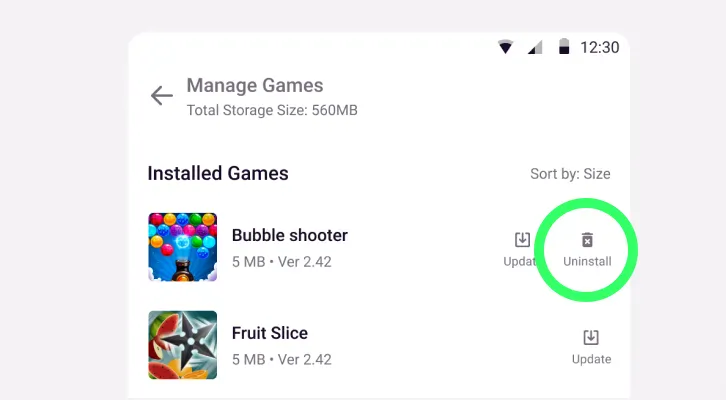 12:30
Manage Games
Total Storage Size: 560MB
Installed Games
Sort by: Size
Bubble shooter
5 MB • Ver 2.42
Updat
Uninstall
Fruit Slice
5 MB • Ver 2.42
Update